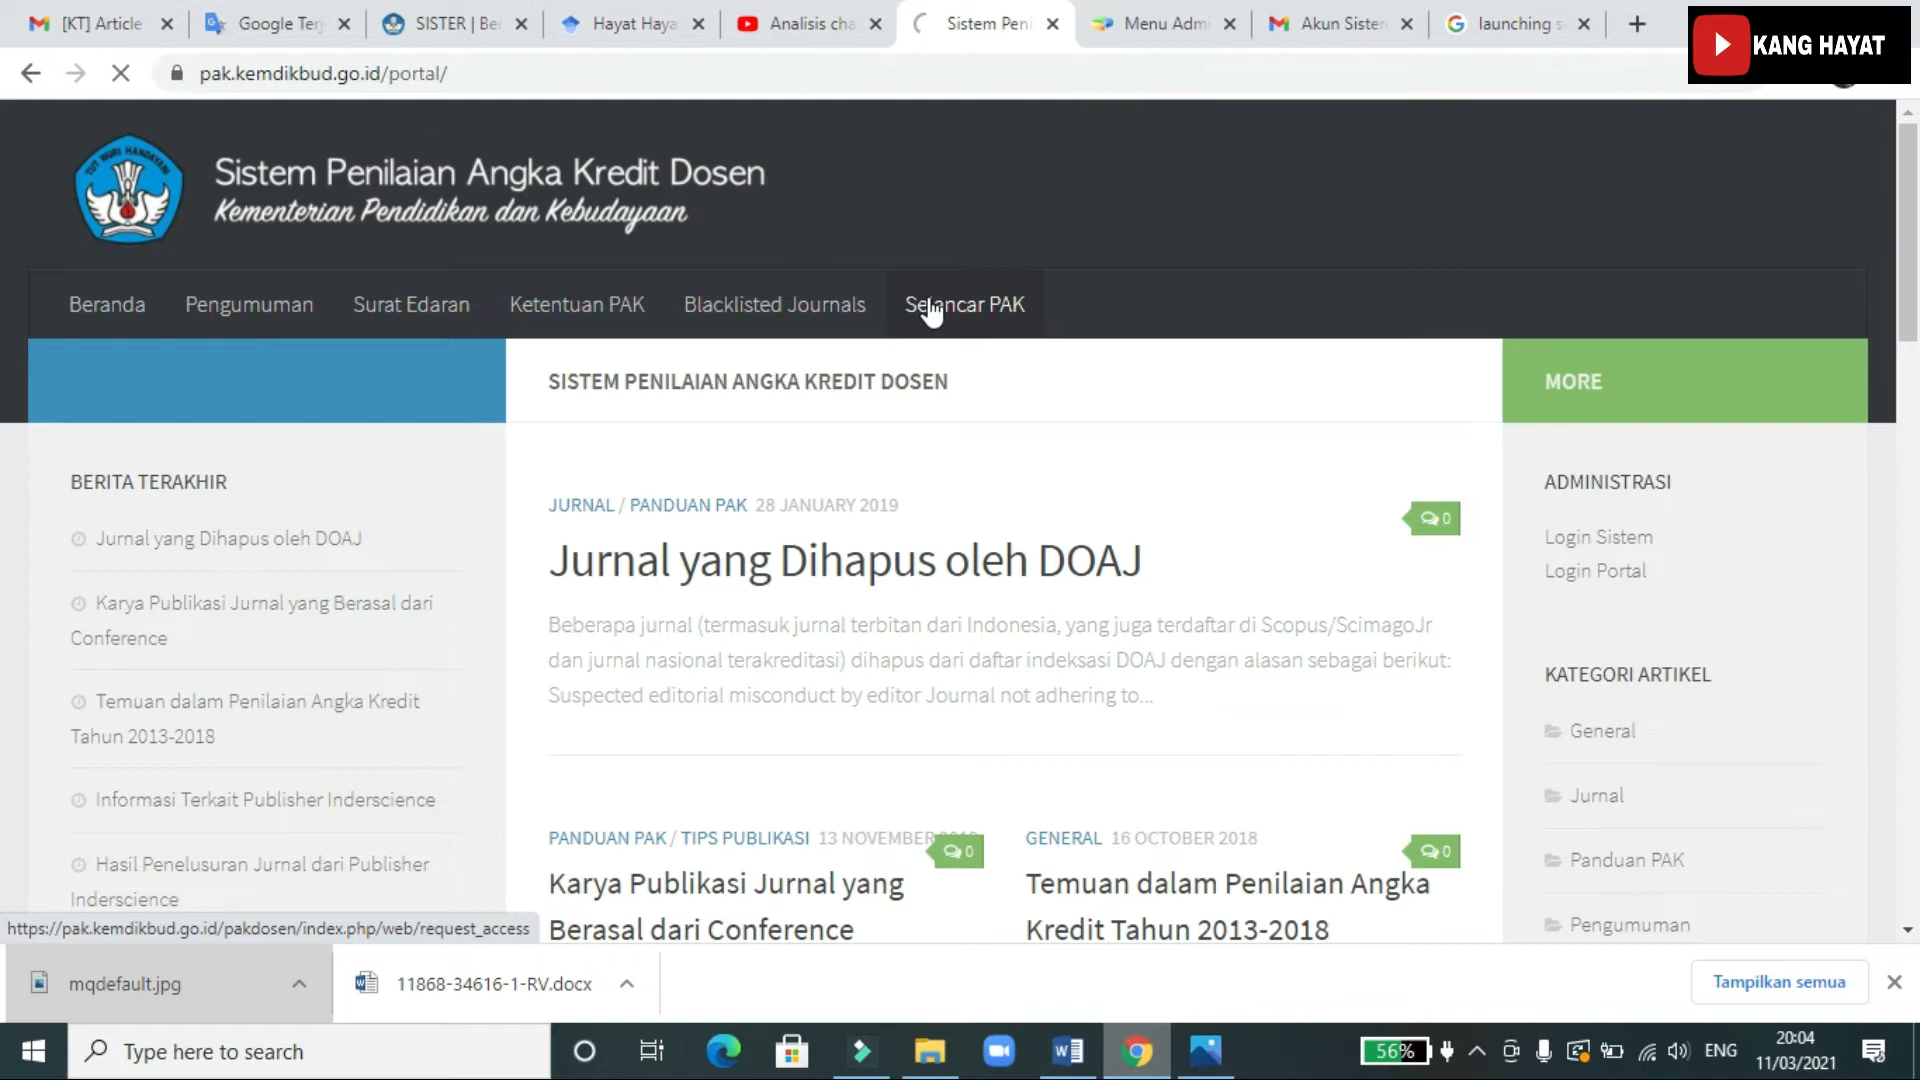 [KT] Article
Google Ter
SISTER | Ber
Hayat Haya
Analisis cha
Sistem Peni
Menu Admi
Akun Sistem
launching s
KANG HAYAT
pak.kemdikbud.go.id/portal/
TUT WURI HANDAYANI
Sistem Penilaian Angka Kredit Dosen
Kementerian Pendidikan dan Kebudayaan
Beranda
Pengumuman
Surat Edaran
Ketentuan PAK
Blacklisted Journals
Selancar PAK
SISTEM PENILAIAN ANGKA KREDIT DOSEN
MORE
BERITA TERAKHIR
Jurnal yang Dihapus oleh DOAJ
Karya Publikasi Jurnal yang Berasal dari
Conference
Temuan dalam Penilaian Angka Kredit
Tahun 2013-2018
Informasi Terkait Publisher Inderscience
Hasil Penelusuran Jurnal dari Publisher
Inderscience
JURNAL / PANDUAN PAK 28 JANUARY 2019
0
Jurnal yang Dihapus oleh DOAJ
Beberapa jurnal (termasuk jurnal terbitan dari Indonesia, yang juga terdaftar di Scopus/ScimagoJr
dan jurnal nasional terakreditasi) dihapus dari daftar indeksasi DOAJ dengan alasan sebagai berikut:
Suspected editorial misconduct by editor Journal not adhering to...
PANDUAN PAK / TIPS PUBLIKASI 13 NOVEMBER 2018
0
Karya Publikasi Jurnal yang
Berasal dari Conference
GENERAL 16 OCTOBER 2018
0
Temuan dalam Penilaian Angka
Kredit Tahun 2013-2018
ADMINISTRASI
Login Sistem
Login Portal
KATEGORI ARTIKEL
General
Jurnal
Panduan PAK
Pengumuman
https://pak.kemdikbud.go.id/pakdosen/index.php/web/request_access
mqdefault.jpg
11868-34616-1-RV.docx
Tampilkan semua
Type here to search
56%
ENG
20:04
11/03/2021